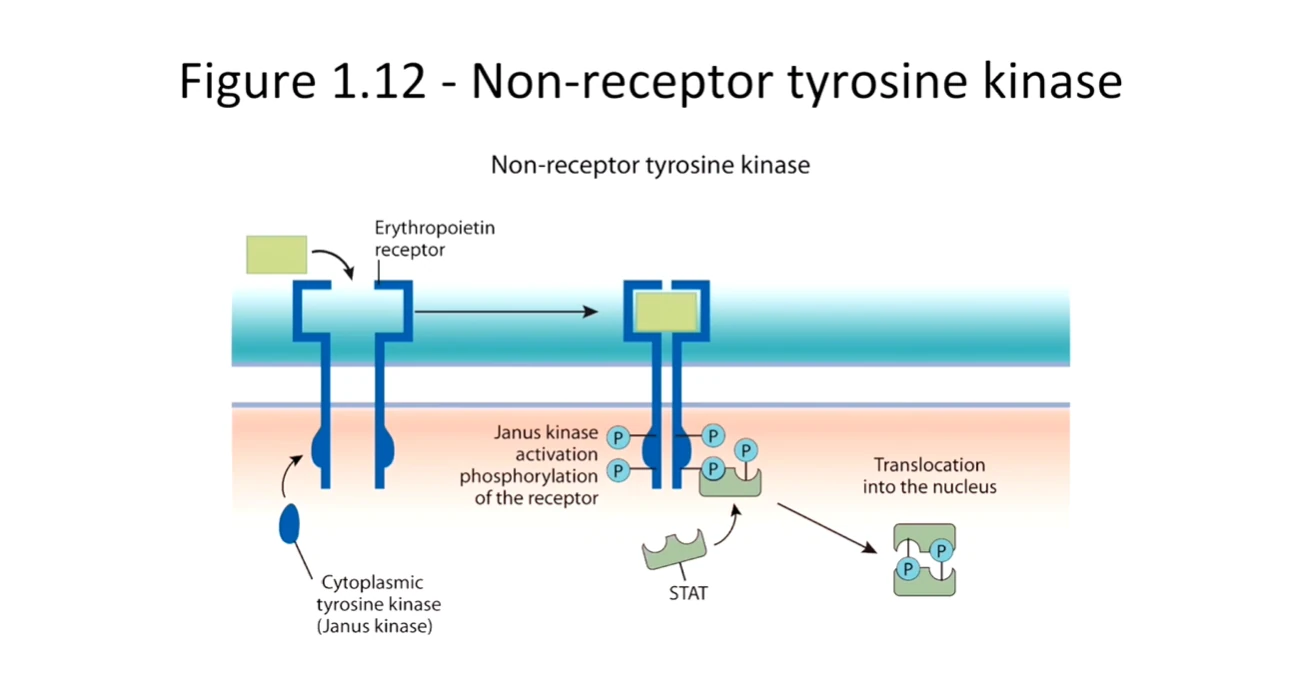 Figure 1.12 - Non-receptor tyrosine kinase
Non-receptor tyrosine kinase
Erythropoietin
receptor
Janus kinase
activation
phosphorylation
of the receptor
P
P
P
P
P
Translocation
into the nucleus
P
P
STAT
Cytoplasmic
tyrosine kinase
(Janus kinase)